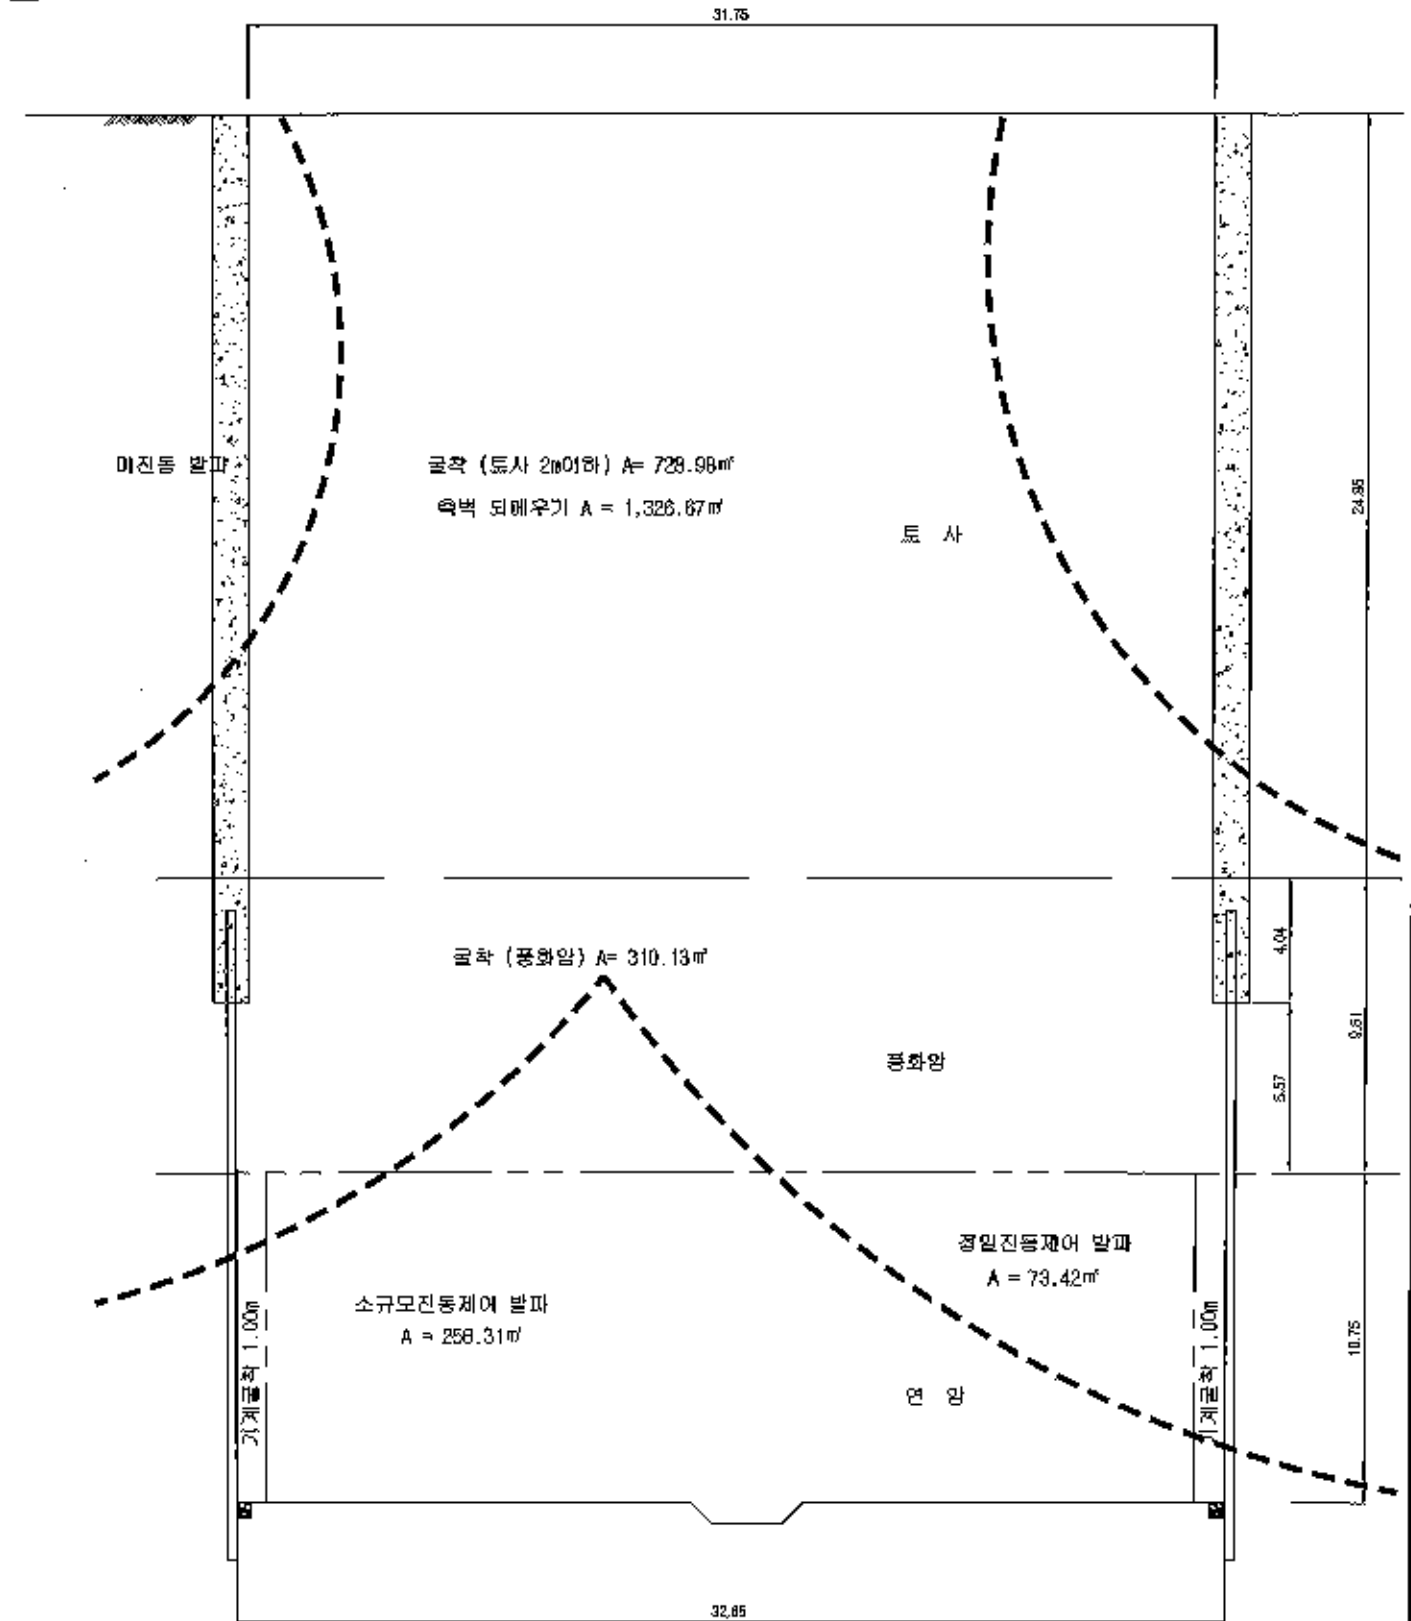 31.75
미진동 발파
굴착 (토사 2m이하) A= 728.98㎡
측벽 되메우기 A = 1,326.67㎡
토 사
24.85
굴착 (풍화암) A= 310.13㎡
4.04
9.61
풍화암
5.57
정밀진동제어 발파
A = 73.42㎡
소규모진동제어 발파
A = 258.31㎡
기계굴착 1.00m
기계굴착 1.00m
10.75
연 암
32.65